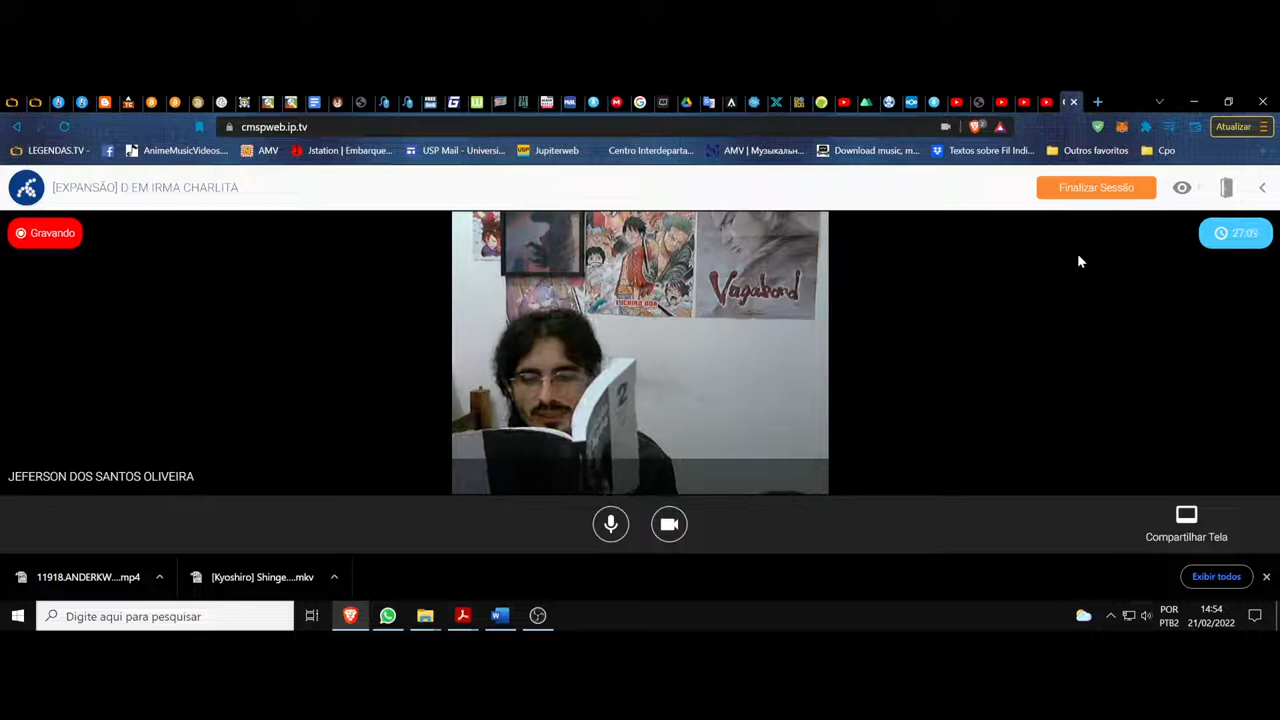 cmspweb.ip.tv
Atualizar
LEGENDAS.TV -
AnimeMusicVideos...
AMV
Jstation | Embarque...
USP Mail - Universi...
Jupiterweb
Centro Interdeparta...
AMV | Музыкальн...
Download music, m...
Textos sobre Fil Indi...
Outros favoritos
Cpo
[EXPANSÃO] D EM IRMA CHARLITA
Finalizar Sessão
Gravando
Vagabond
2
JEFERSON DOS SANTOS OLIVEIRA
Compartilhar Tela
11918.ANDERKW....mp4
[Kyoshiro] Shinge....mkv
Exibir todos
Digite aqui para pesquisar
POR
PTB2
14:54
21/02/2022